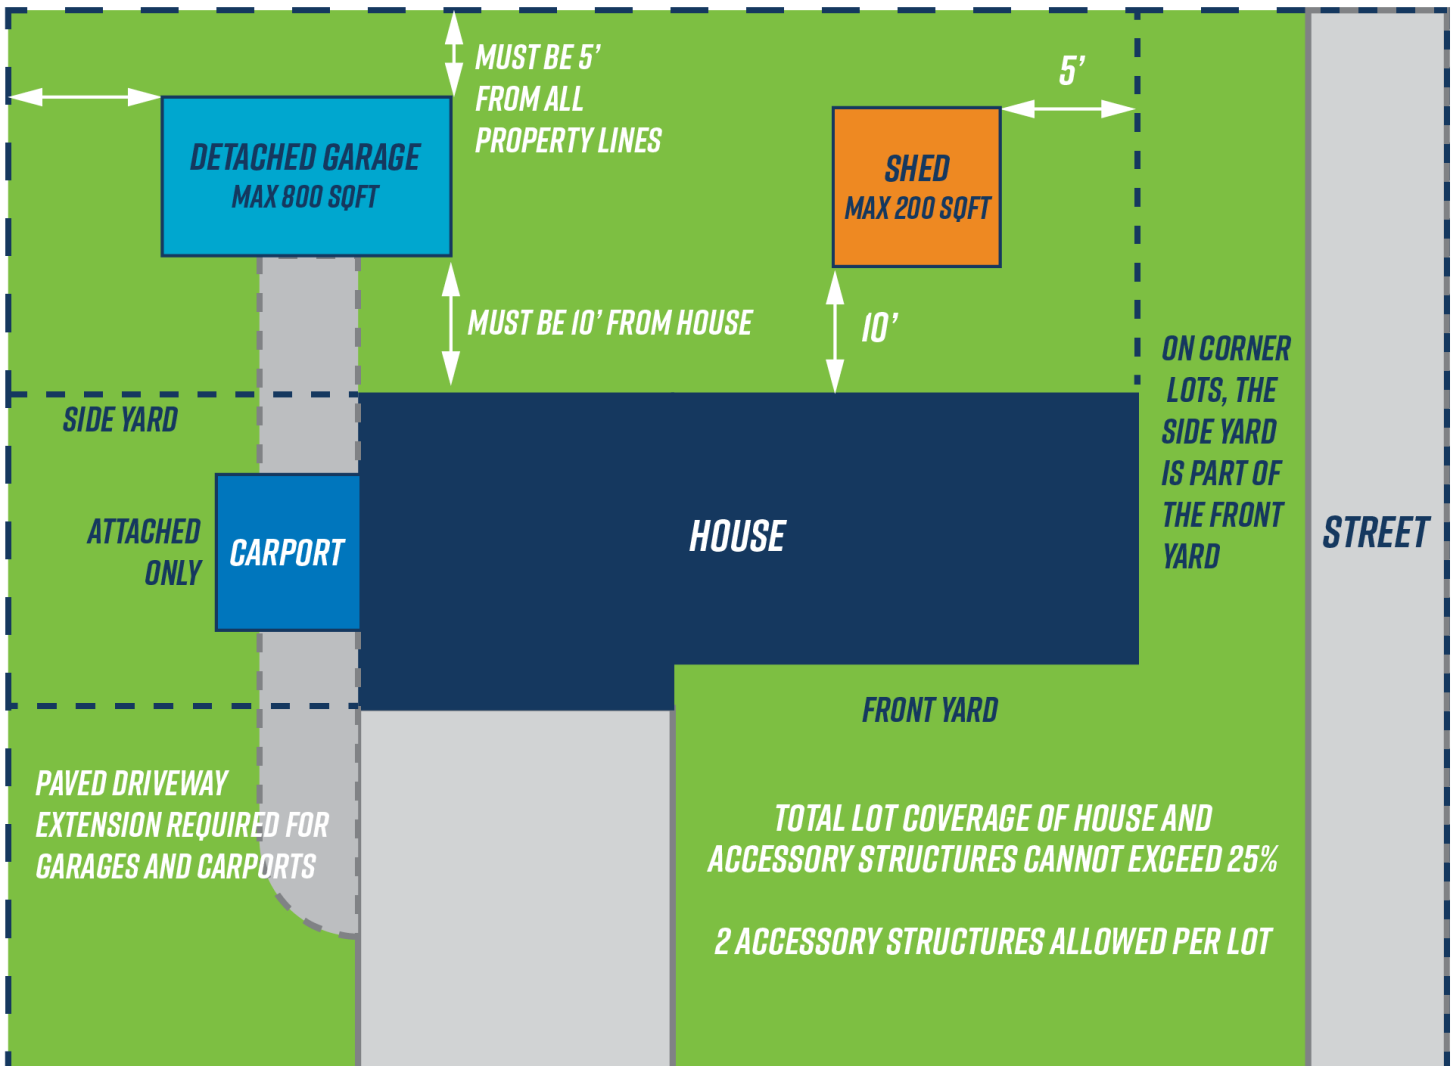 MUST BE 5'
FROM ALL
PROPERTY LINES
5'
DETACHED GARAGE
MAX 800 SQFT
SHED
MAX 200 SQFT
MUST BE 10' FROM HOUSE
10'
ON CORNER
LOTS, THE
SIDE YARD
IS PART OF
THE FRONT
YARD
SIDE YARD
ATTACHED
ONLY
CARPORT
HOUSE
STREET
FRONT YARD
PAVED DRIVEWAY
EXTENSION REQUIRED FOR
GARAGES AND CARPORTS
TOTAL LOT COVERAGE OF HOUSE AND
ACCESSORY STRUCTURES CANNOT EXCEED 25%
2 ACCESSORY STRUCTURES ALLOWED PER LOT